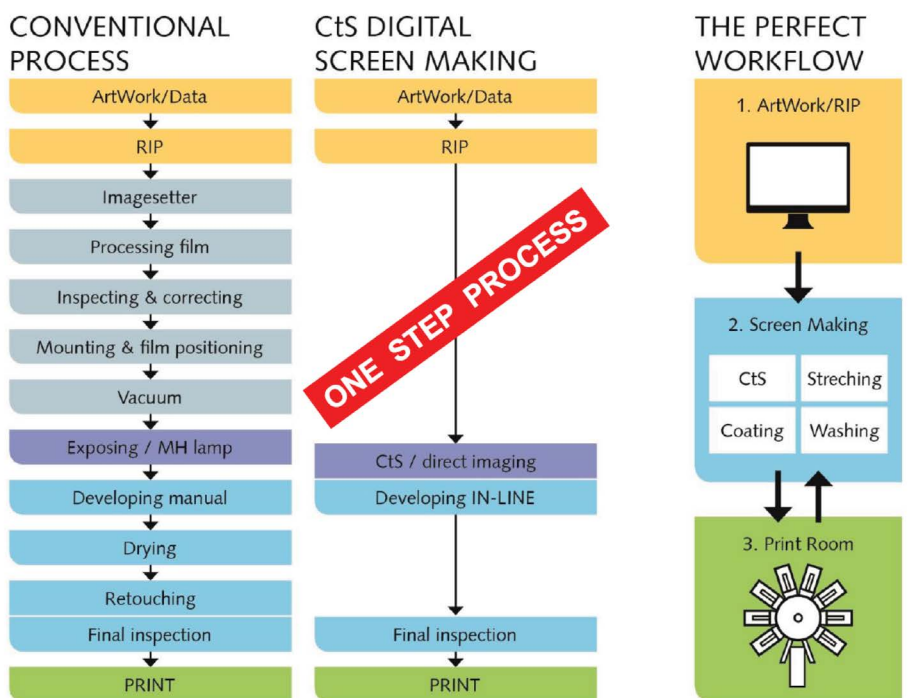 CONVENTIONAL
PROCESS
ArtWork/Data
RIP
Imagesetter
Processing film
Inspecting & correcting
Mounting & film positioning
Vacuum
Exposing / MH lamp
Developing manual
Drying
Retouching
Final inspection
PRINT
CtS DIGITAL
SCREEN MAKING
ArtWork/Data
RIP
ONE STEP PROCESS
CtS / direct imaging
Developing IN-LINE
Final inspection
PRINT
THE PERFECT
WORKFLOW
1. ArtWork/RIP
2. Screen Making
CtS
Streching
Coating
Washing
3. Print Room